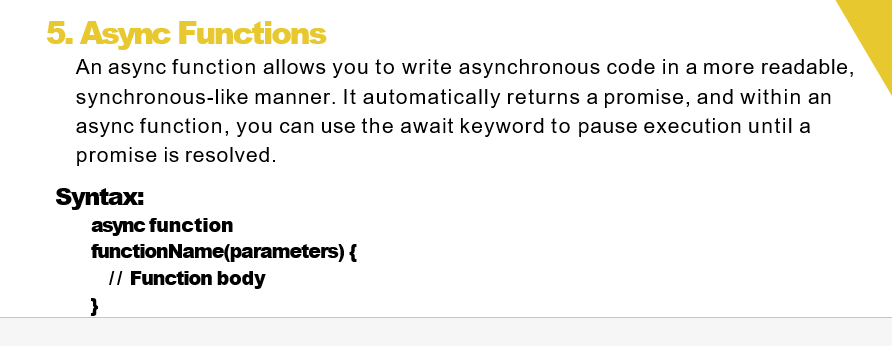 5. Async Functions
An async function allows you to write asynchronous code in a more readable,
synchronous-like manner. It automatically returns a promise, and within an
async function, you can use the await keyword to pause execution until a
promise is resolved.
Syntax:
async function
functionName(parameters) {
// Function body
}